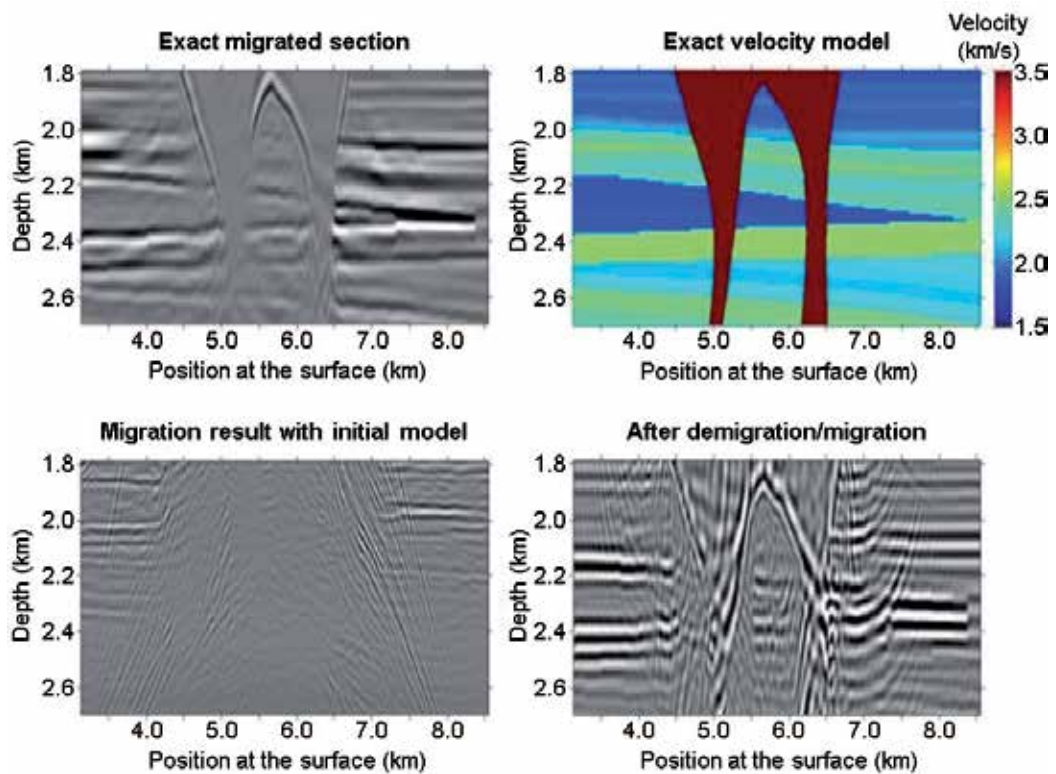 Exact migrated section
Exact velocity model
Velocity
(km/s)
1.8
2.0
2.2
2.4
2.6
Depth (km)
4.0 5.0 6.0 7.0 8.0
Position at the surface (km)
1.8
2.0
2.2
2.4
2.6
Depth (km)
4.0 5.0 6.0 7.0 8.0
Position at the surface (km)
3.5
3.0
2.5
2.0
1.5
Migration result with initial model
After demigration/migration
1.8
2.0
2.2
2.4
2.6
Depth (km)
4.0 5.0 6.0 7.0 8.0
Position at the surface (km)
1.8
2.0
2.2
2.4
2.6
Depth (km)
4.0 5.0 6.0 7.0 8.0
Position at the surface (km)